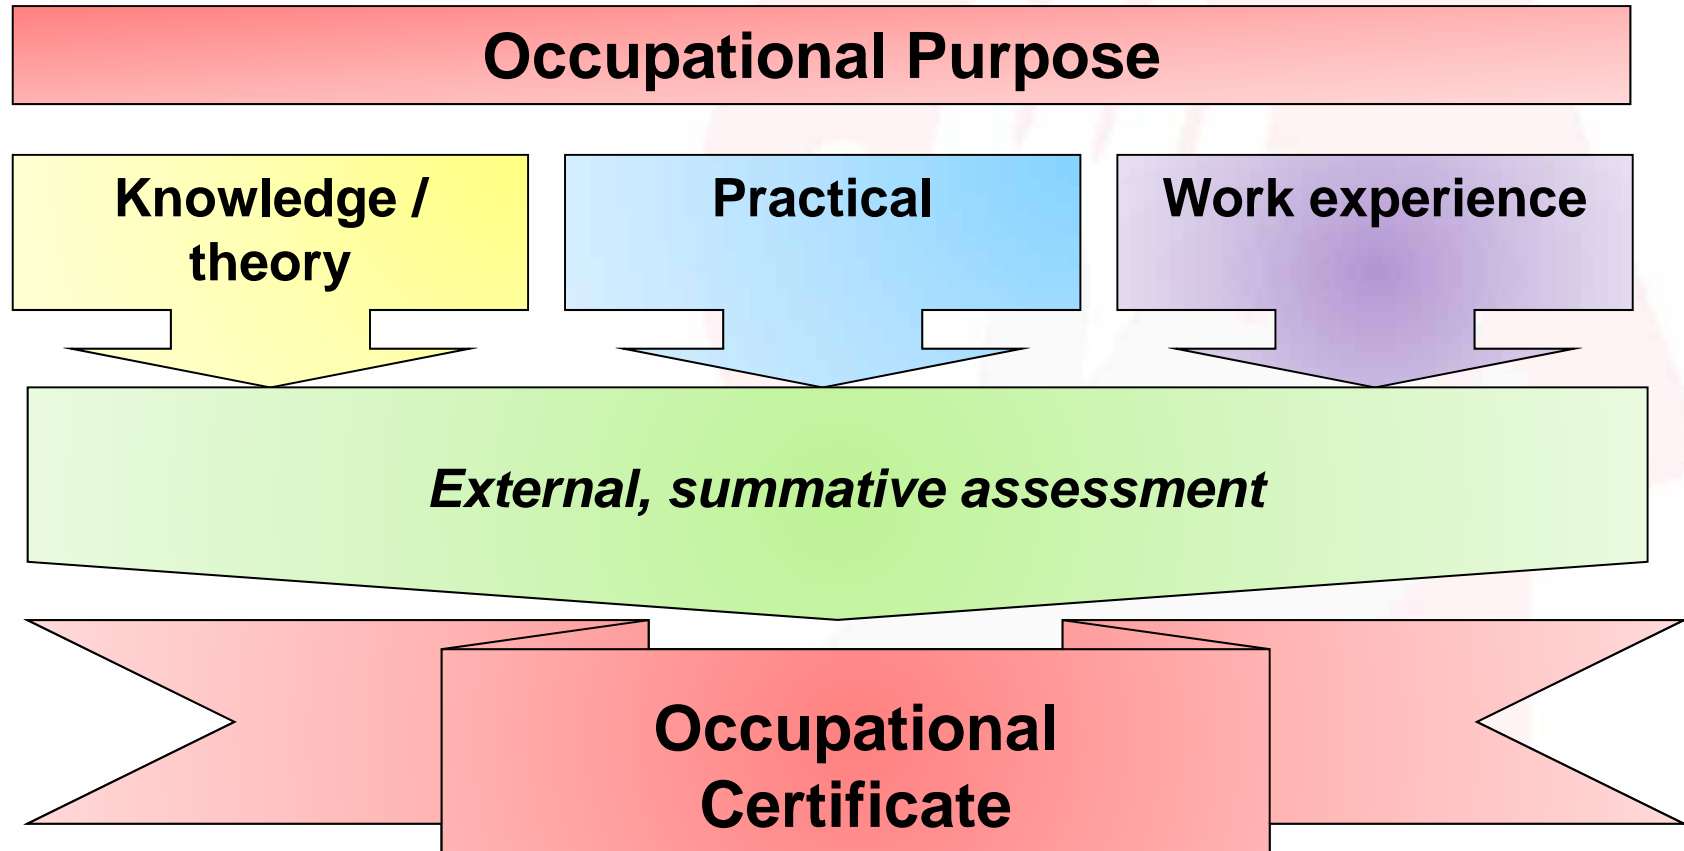 Occupational Purpose
Knowledge /
theory
Practical
Work experience
External, summative assessment
Occupational
Certificate